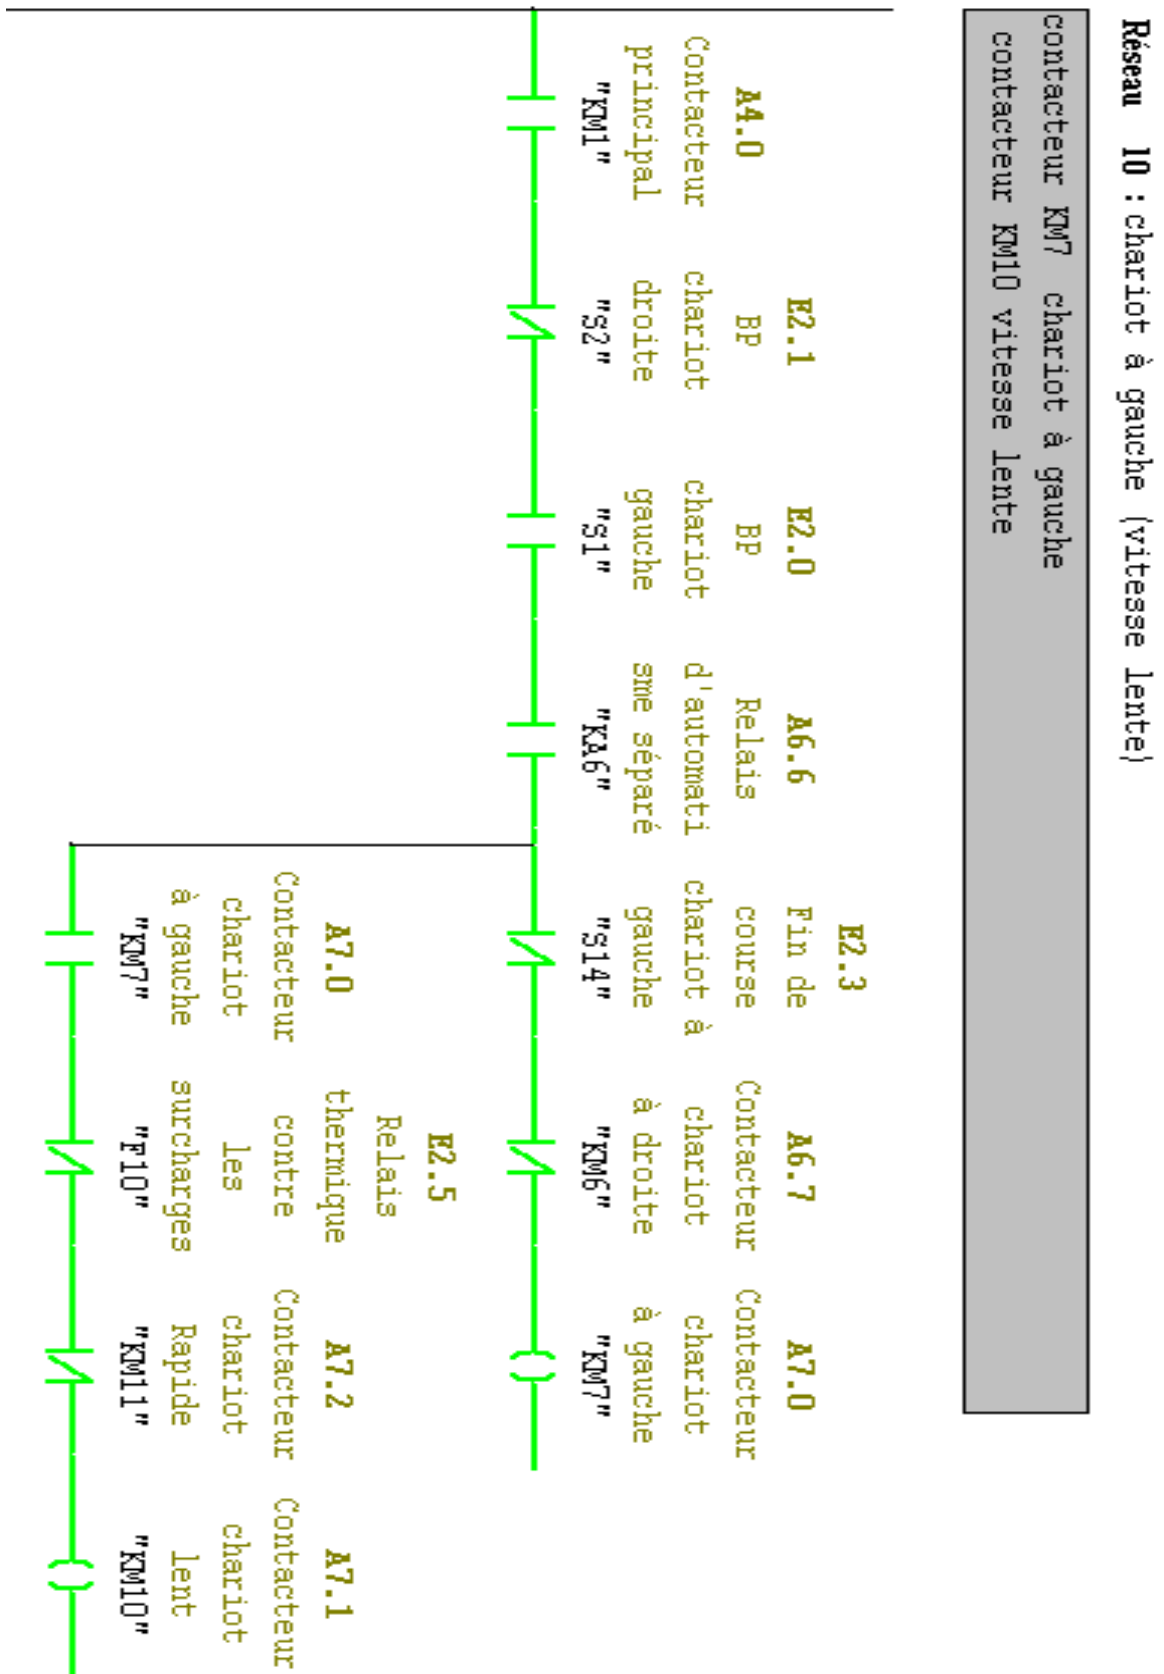 Réseau 10 : chariot à gauche (vitesse lente)
contacteur KM7 chariot à gauche
contacteur KM10 vitesse lente
A4.0
Contacteur
principal
"KM1"
E2.1
BP
chariot
droite
"S2"
E2.0
BP
chariot
gauche
"S1"
A6.6
Relais
d'automati
sme séparé
"KA6"
E2.3
Fin de
course
chariot à
gauche
"S14"
A6.7
Contacteur
chariot
à droite
"KM6"
A7.0
Contacteur
chariot
à gauche
"KM7"
A7.0
Contacteur
chariot
à gauche
"KM7"
E2.5
Relais
thermique
contre
les
surcharges
"F10"
A7.2
Contacteur
chariot
Rapide
"KM11"
A7.1
Contacteur
chariot
lent
"KM10"